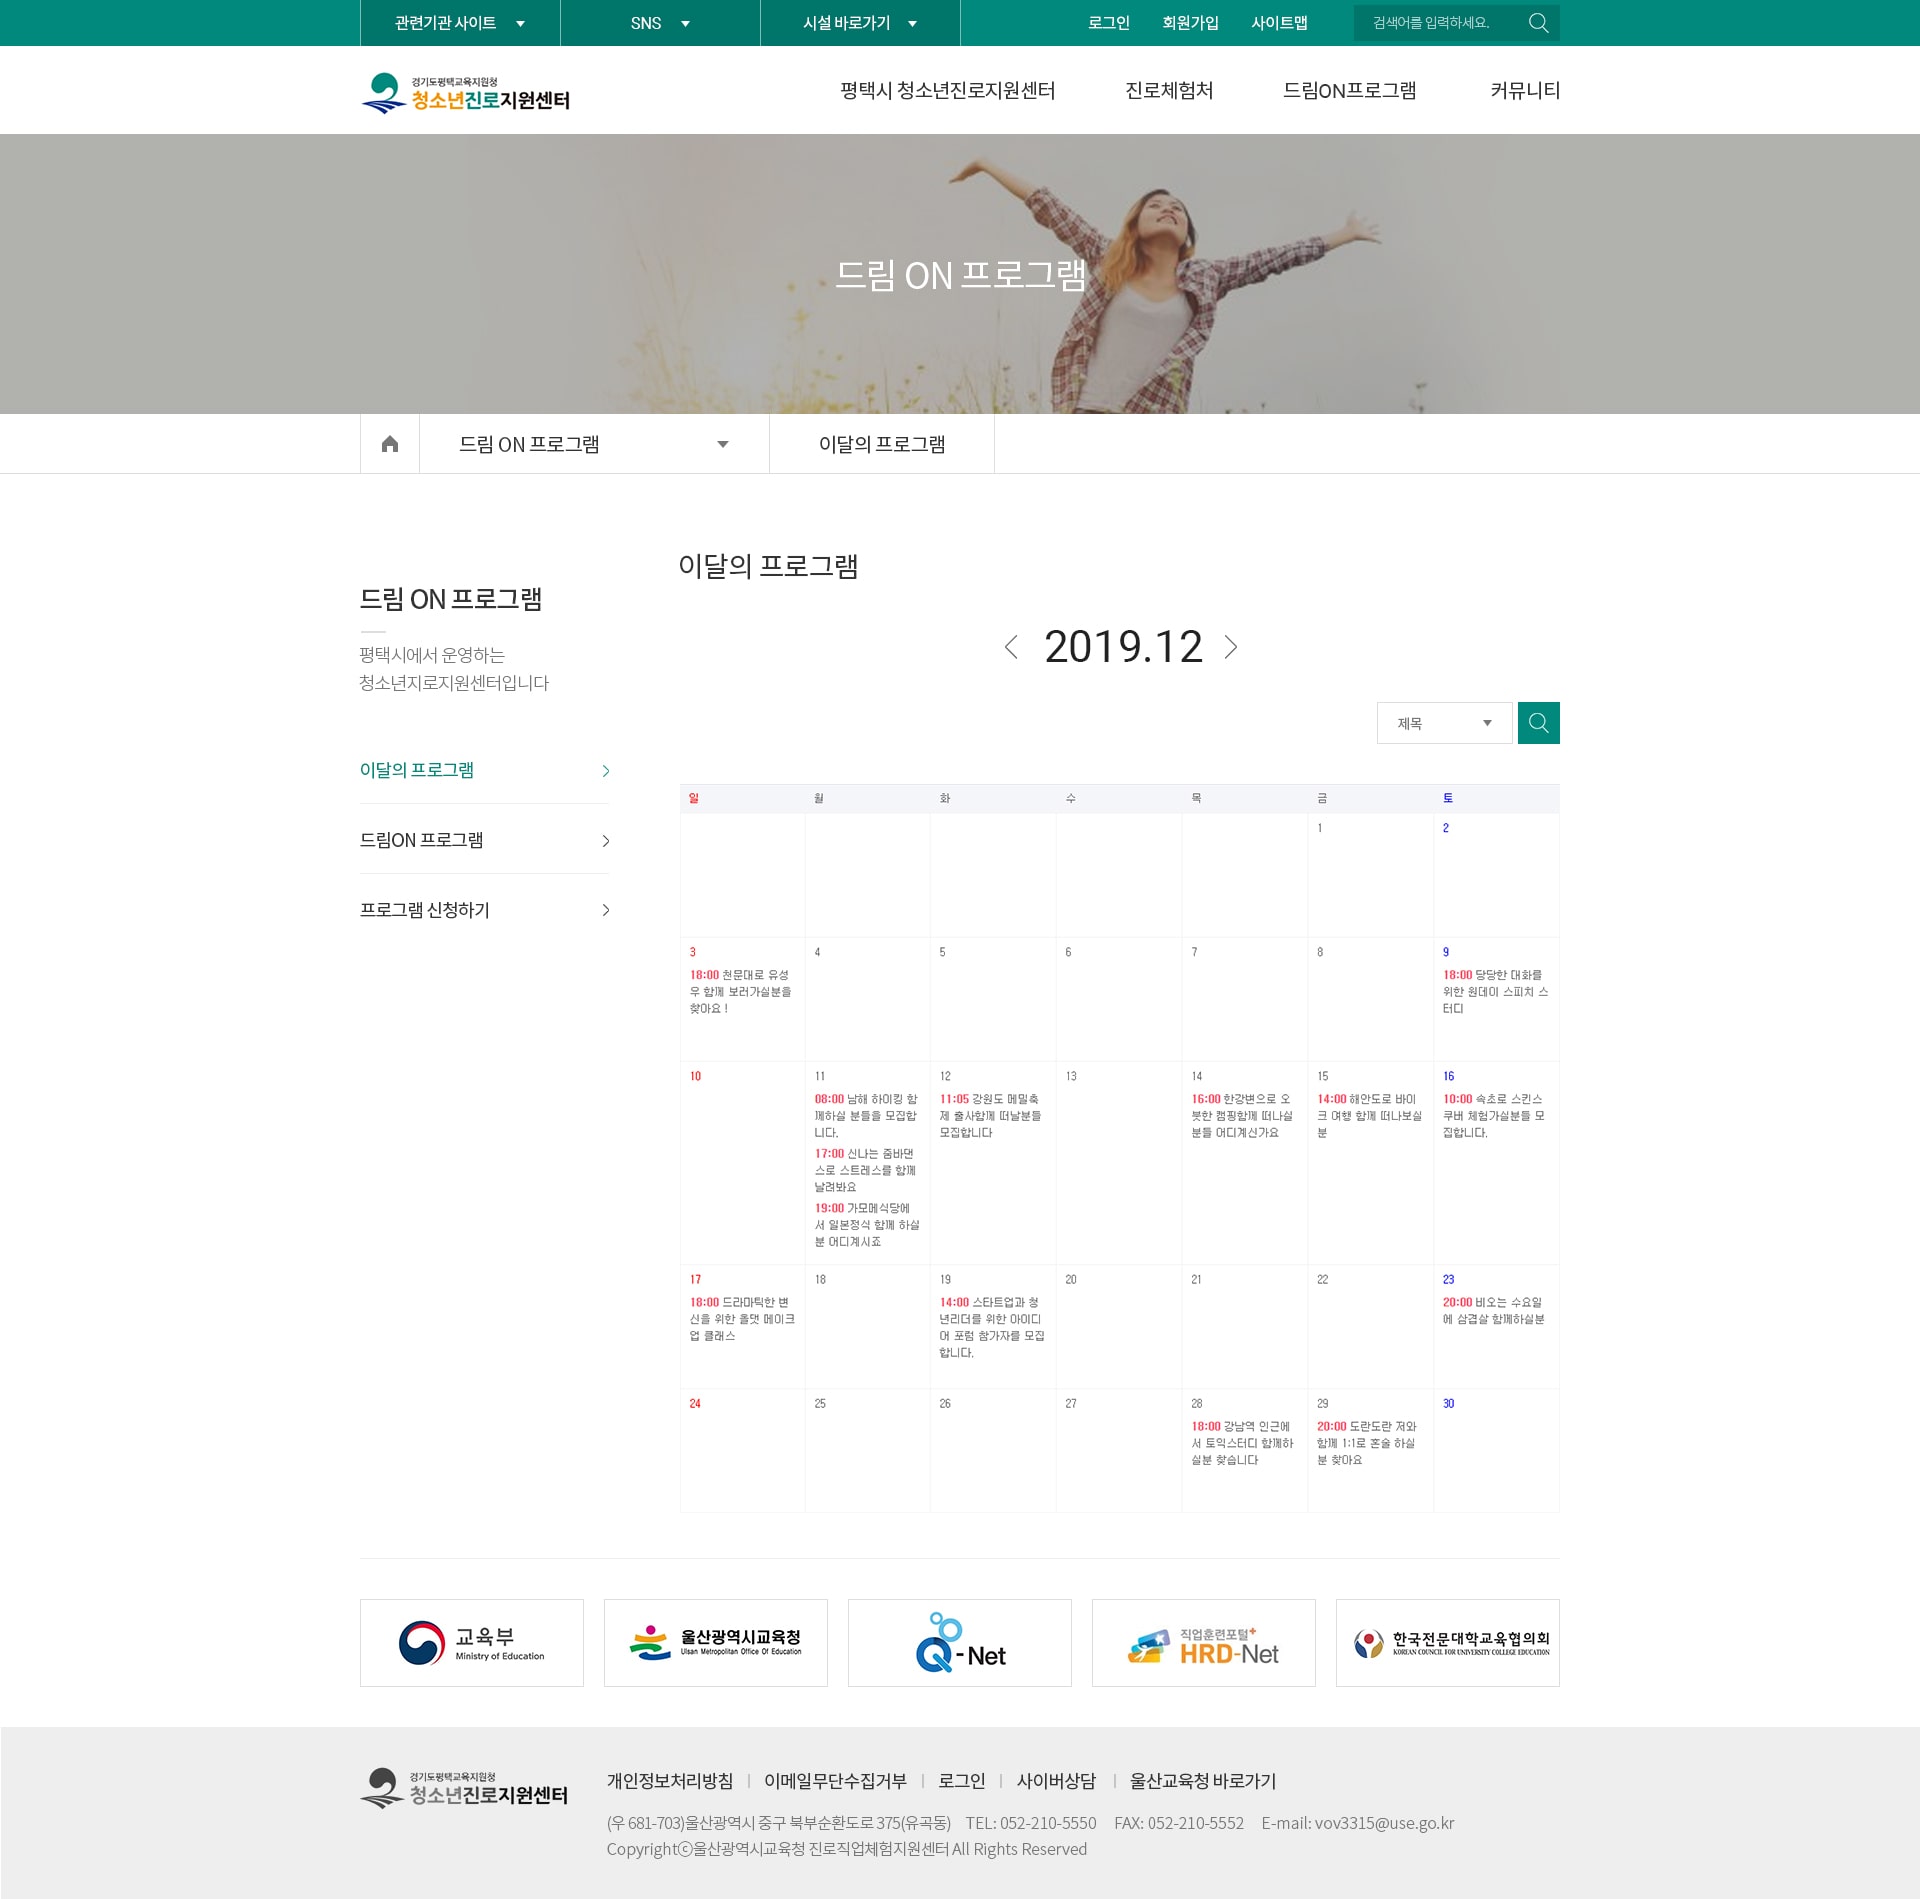 관련기관 사이트
SNS
시설 바로가기
로그인
회원가입
사이트맵
검색어를 입력하세요.
경기도평택교육지원청
청소년진로지원센터
평택시 청소년진로지원센터
진로체험처
드림ON프로그램
커뮤니티
드림 ON 프로그램
드림 ON 프로그램
이달의 프로그램
드림 ON 프로그램
평택시에서 운영하는
청소년지로지원센터입니다
이달의 프로그램
드림ON 프로그램
프로그램 신청하기
이달의 프로그램
2019.12
제목
일 월 화 수 목 금 토
1 2
3 4 5 6 7 8 9
18:00 천문대로 유성
우 함께 보러가실분을
찾아요 !
18:00 당당한 대화를
위한 원데이 스피치 스
터디
10 11 12 13 14 15 16
08:00 남해 하이킹 함
께하실 분들을 모집합
니다.
17:00 신나는 줌바댄
스로 스트레스를 함께
날려봐요
19:00 가모메식당에
서 일본정식 함께 하실
분 어디계시죠
11:05 강원도 메밀축
제 출사함께 떠날분들
모집합니다
16:00 한강변으로 오
붓한 캠핑함께 떠나실
분들 어디계신가요
14:00 해안도로 바이
크 여행 함께 떠나보실
분
10:00 속초로 스킨스
쿠버 체험가실분들 모
집합니다.
17 18 19 20 21 22 23
18:00 드라마틱한 변
신을 위한 올댓 메이크
업 클래스
14:00 스타트업과 청
년리더를 위한 아이디
어 포럼 참가자를 모집
합니다.
20:00 비오는 수요일
에 삼겹살 함께하실분
24 25 26 27 28 29 30
18:00 강남역 인근에
서 토익스터디 함께하
실분 찾습니다
20:00 도란도란 저와
함께 1:1로 혼술 하실
분 찾아요
교육부
Ministry of Education
울산광역시교육청
Ulsan Metropolitan Office Of Education
Q-Net
직업훈련포털+
HRD-Net
한국전문대학교육협의회
KOREAN COUNCIL FOR UNIVERSITY COLLEGE EDUCATION
경기도평택교육지원청
청소년진로지원센터
개인정보처리방침 | 이메일무단수집거부 | 로그인 | 사이버상담 | 울산교육청 바로가기
(우 681-703)울산광역시 중구 북부순환도로 375(유곡동) TEL: 052-210-5550 FAX: 052-210-5552 E-mail: vov3315@use.go.kr
Copyrightⓒ울산광역시교육청 진로직업체험지원센터 All Rights Reserved